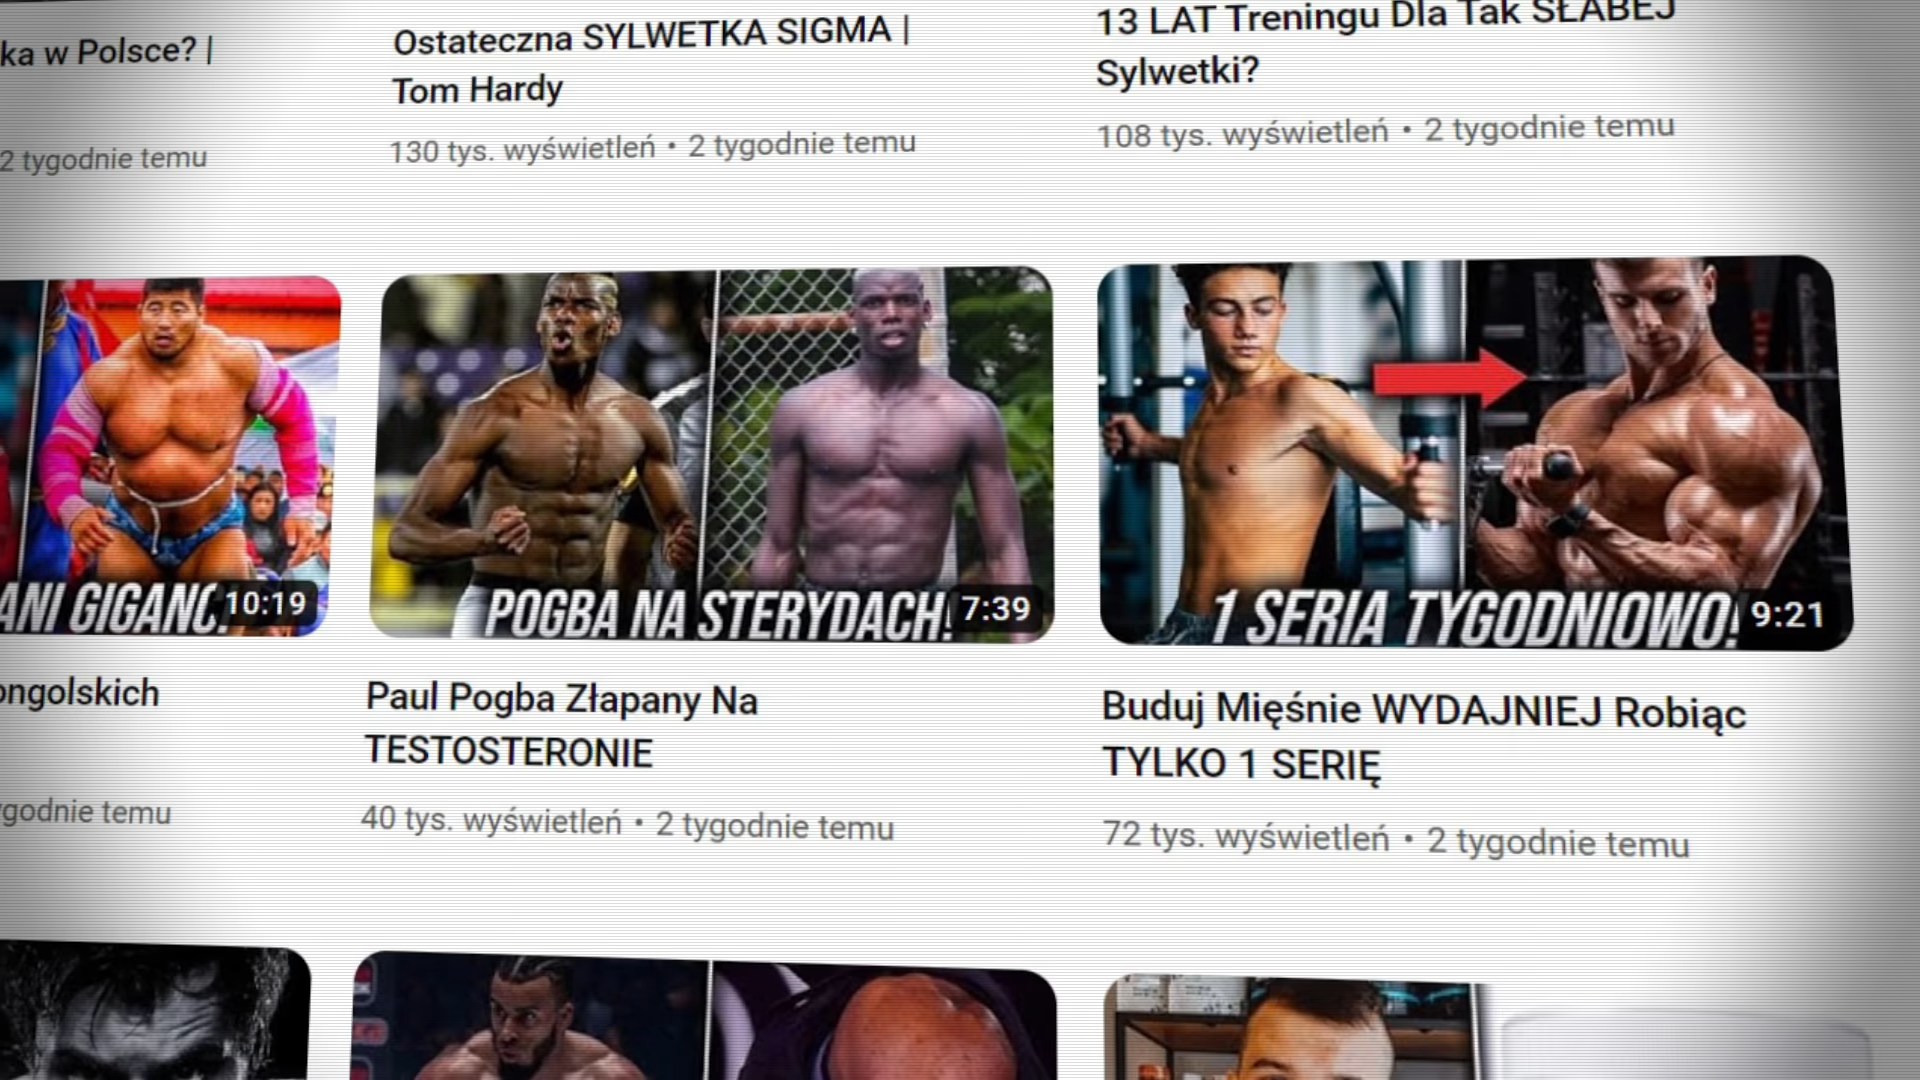 ka w Polsce? |
2 tygodnie temu
Ostateczna SYLWETKA SIGMA |
Tom Hardy
130 tys. wyświetleń • 2 tygodnie temu
13 LAT Treningu Dla Tak SŁABEJ
Sylwetki?
108 tys. wyświetleń • 2 tygodnie temu
ANI GIGANC
10:19
ongolskich
ygodnie temu
POGBA NA STERYDACH!
7:39
Paul Pogba Złapany Na
TESTOSTERONIE
40 tys. wyświetleń • 2 tygodnie temu
1 SERIA TYGODNIOWO!
9:21
Buduj Mięśnie WYDAJNIEJ Robiąc
TYLKO 1 SERIĘ
72 tys. wyświetleń • 2 tygodnie temu